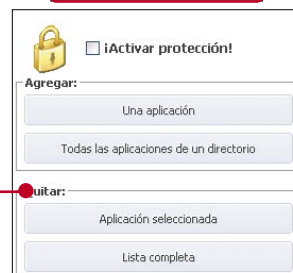 ¡Activar protección!
Agregar:
Una aplicación
Todas las aplicaciones de un directorio
uitar:
Aplicación seleccionada
Lista completa